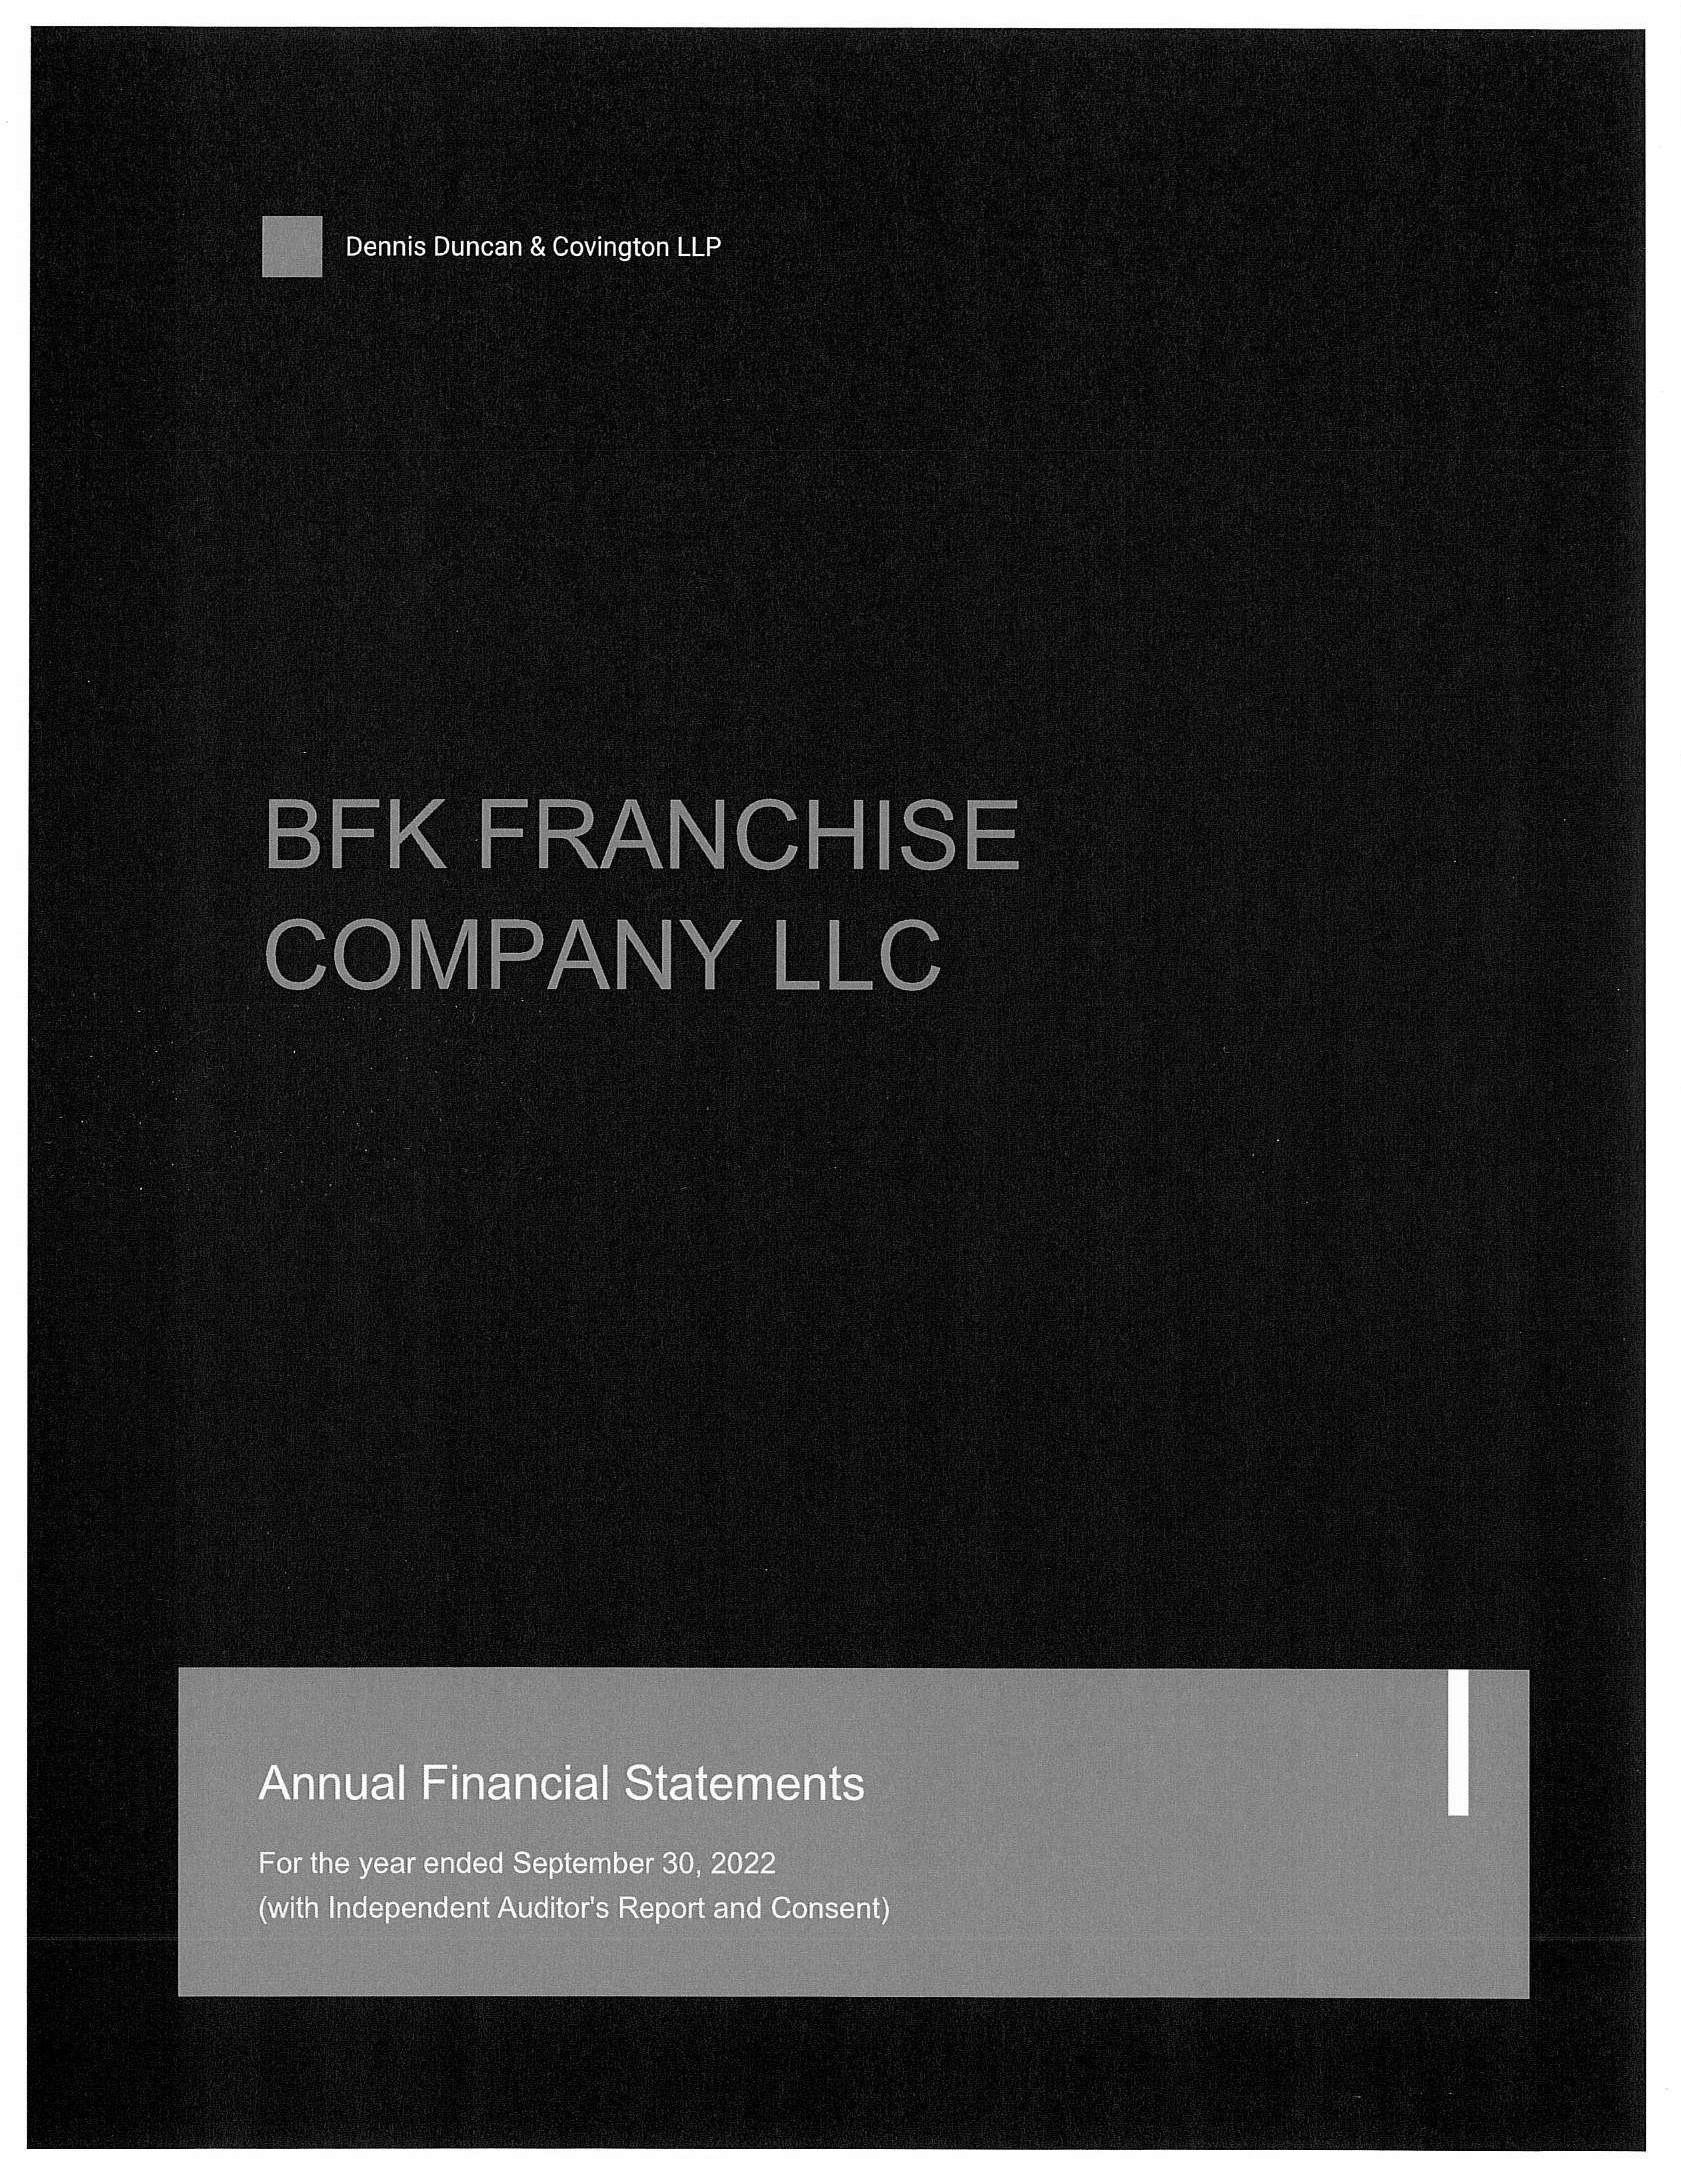 Dennis Duncan & Covington LLP
BFK FRANCHISE
COMPANY LLC
Annual Financial Statements
For the year ended September 30, 2022
(with Independent Auditor's Report and Consent)